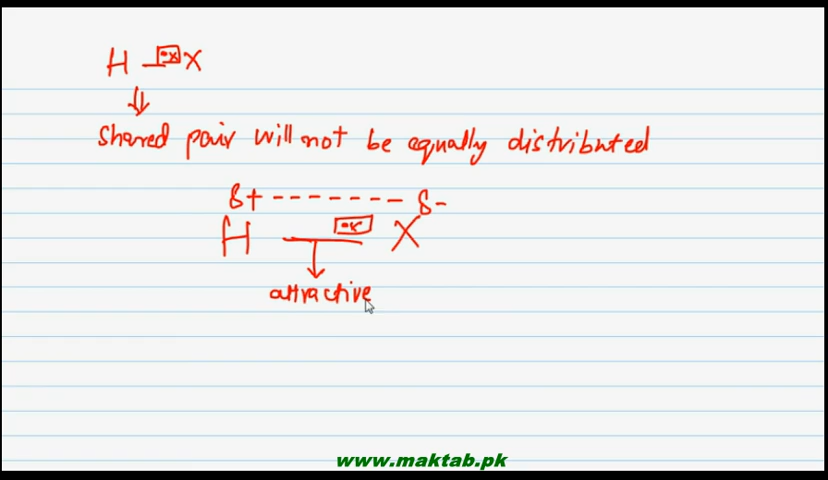 H — •x X
Shared pair will not be equally distributed
δ+ ------- δ-
H — •x X
attractive
www.maktab.pk